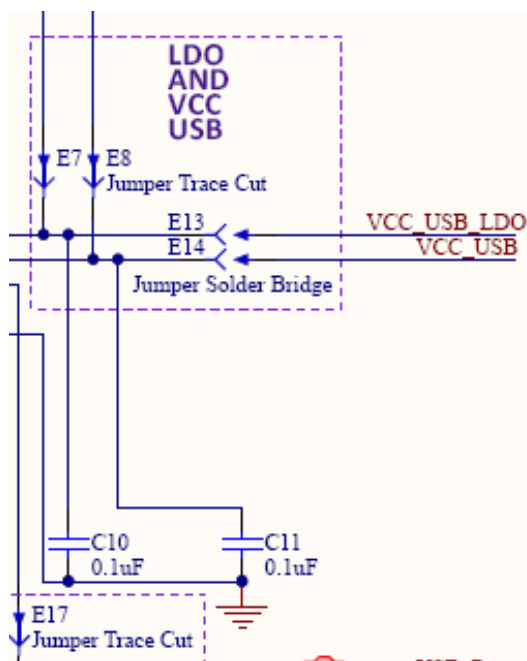 LDO
AND
VCC
USB
E7 E8
Jumper Trace Cut
E13 VCC_USB_LDO
E14 VCC_USB
Jumper Solder Bridge
C10 C11
0.1uF 0.1uF
E17
Jumper Trace Cut